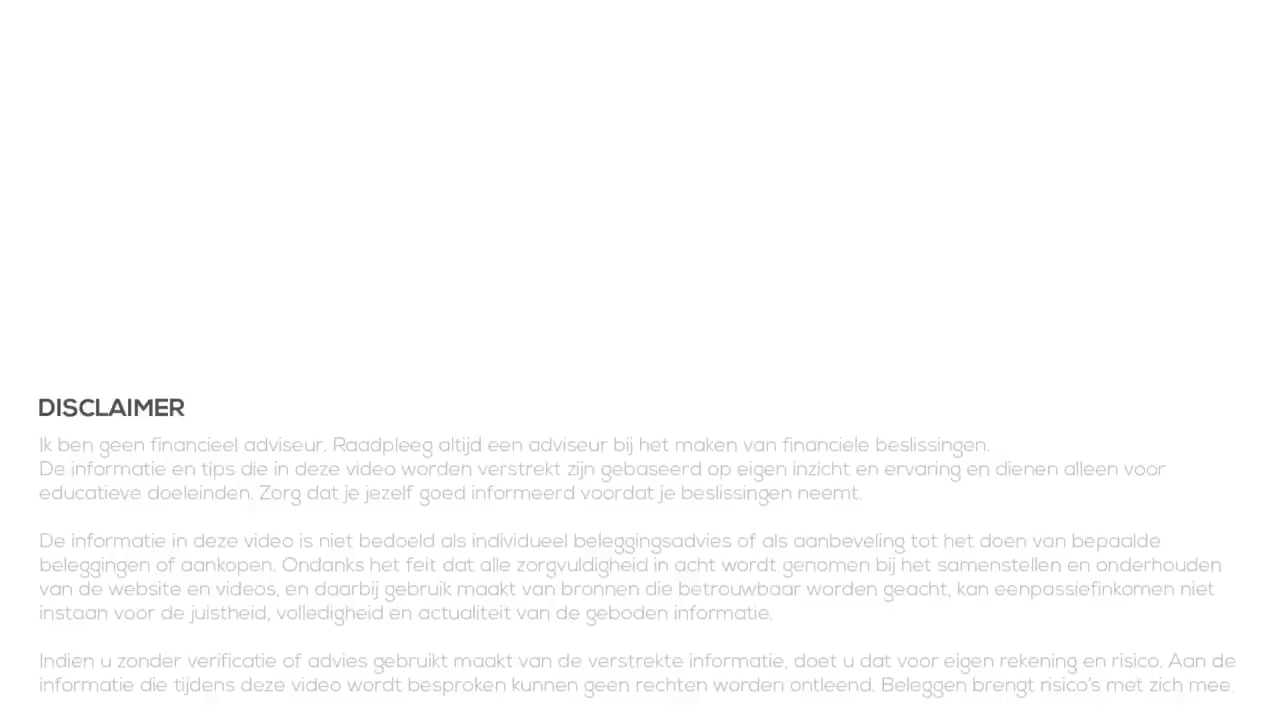 DISCLAIMER
Ik ben geen financieel adviseur. Raadpleeg altijd een adviseur bij het maken van financiele beslissingen.
De informatie en tips die in deze video worden verstrekt zijn gebaseerd op eigen inzicht en ervaring en dienen alleen voor
educatieve doeleinden. Zorg dat je jezelf goed informeerd voordat je beslissingen neemt.
De informatie in deze video is niet bedoeld als individueel beleggingsadvies of als aanbeveling tot het doen van bepaalde
beleggingen of aankopen. Ondanks het feit dat alle zorgvuldigheid in acht wordt genomen bij het samenstellen en onderhouden
van de website en videos, en daarbij gebruik maakt van bronnen die betrouwbaar worden geacht, kan eenpassiefinkomen niet
instaan voor de juistheid, volledigheid en actualiteit van de geboden informatie.
Indien u zonder verificatie of advies gebruikt maakt van de verstrekte informatie, doet u dat voor eigen rekening en risico. Aan de
informatie die tijdens deze video wordt besproken kunnen geen rechten worden ontleend. Beleggen brengt risico's met zich mee.